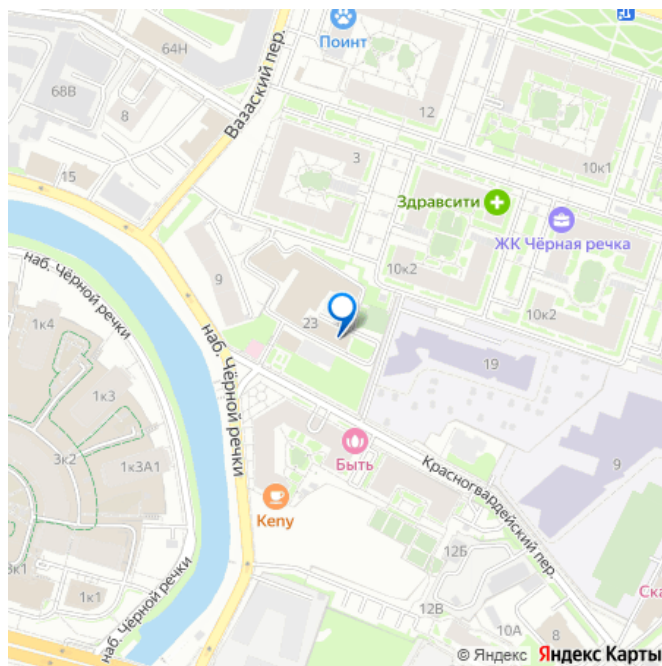 64Н
Поинт
68В
8
Вазаский пер.
12
3
15
10к1
Здравсити
ЖК Чёрная речка
наб. Чёрной речки
9
10к2
10к2
1к4
23
наб. Чёрной речки
19
1к3
3к2
1к3А1
Быть
Красногвардейский пер.
9
Keny
12Б
3к1
1к1
наб. Чёрной речки
12В
10А
8
Ска
© Яндекс Яндекс Карты